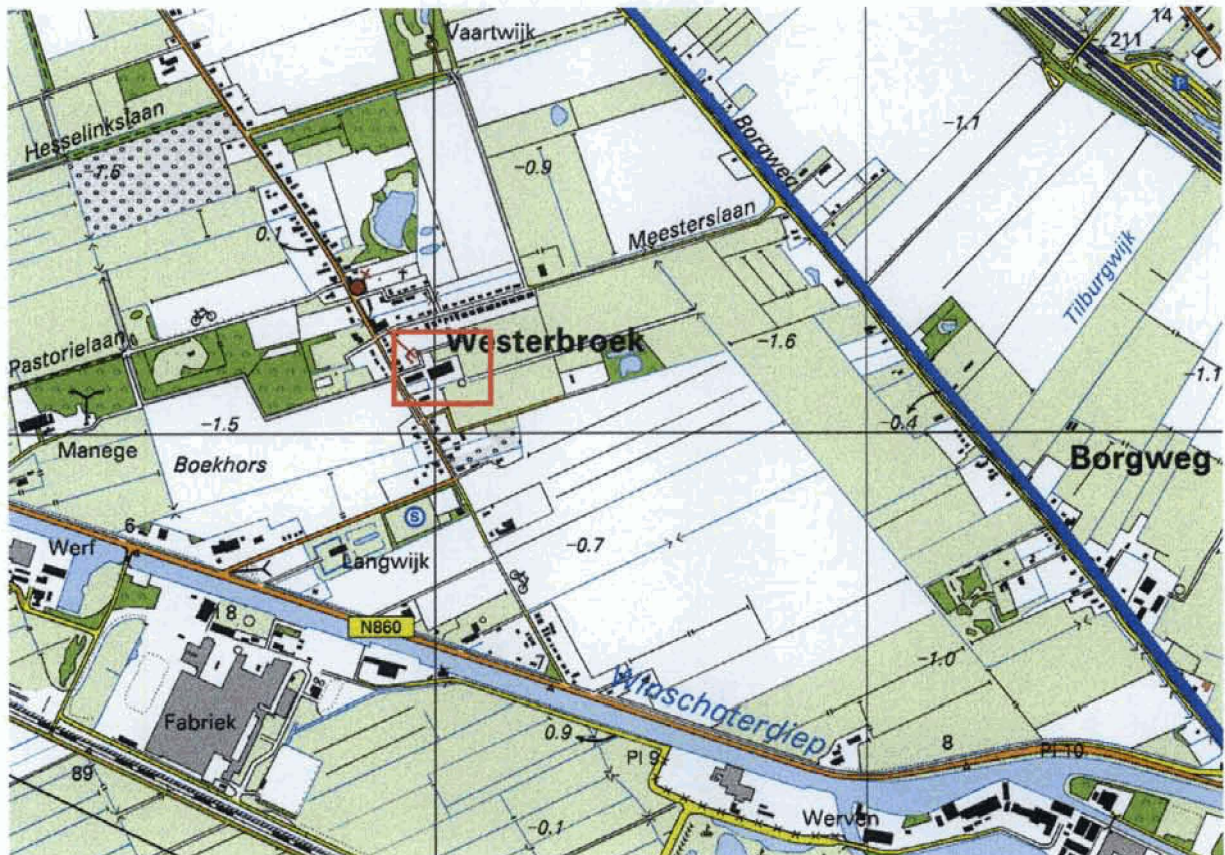 14
Vaartwijk
211
P
Hesselinkslaan
Borgweg
-1.1
-1.5
-0.9
Meesterslaan
0.1
Tilburgwijk
Pastorielaan
Westerbroek
-1.6
-1.1
-1.5
-0.4
Manege
Boekhors
Borgweg
S
6
Werf
Langwijk
-0.7
8
N860
7
-1.0
Winschoterdiep
Fabriek
0.9
Pl 9
8
Pl 10
89
-0.1
Werven